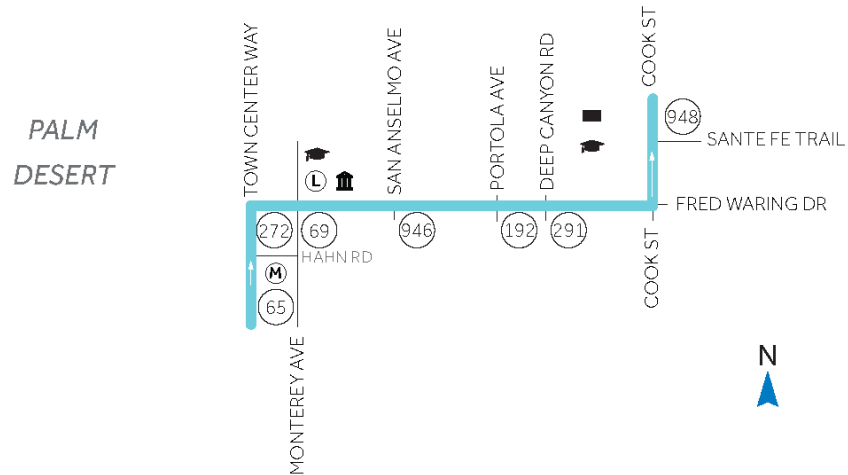 PALM
DESERT
TOWN CENTER WAY
SAN ANSELMO AVE
PORTOLA AVE
DEEP CANYON RD
COOK ST
948
SANTE FE TRAIL
L
FRED WARING DR
272
69
946
192
291
HAHN RD
M
65
COOK ST
MONTEREY AVE
N